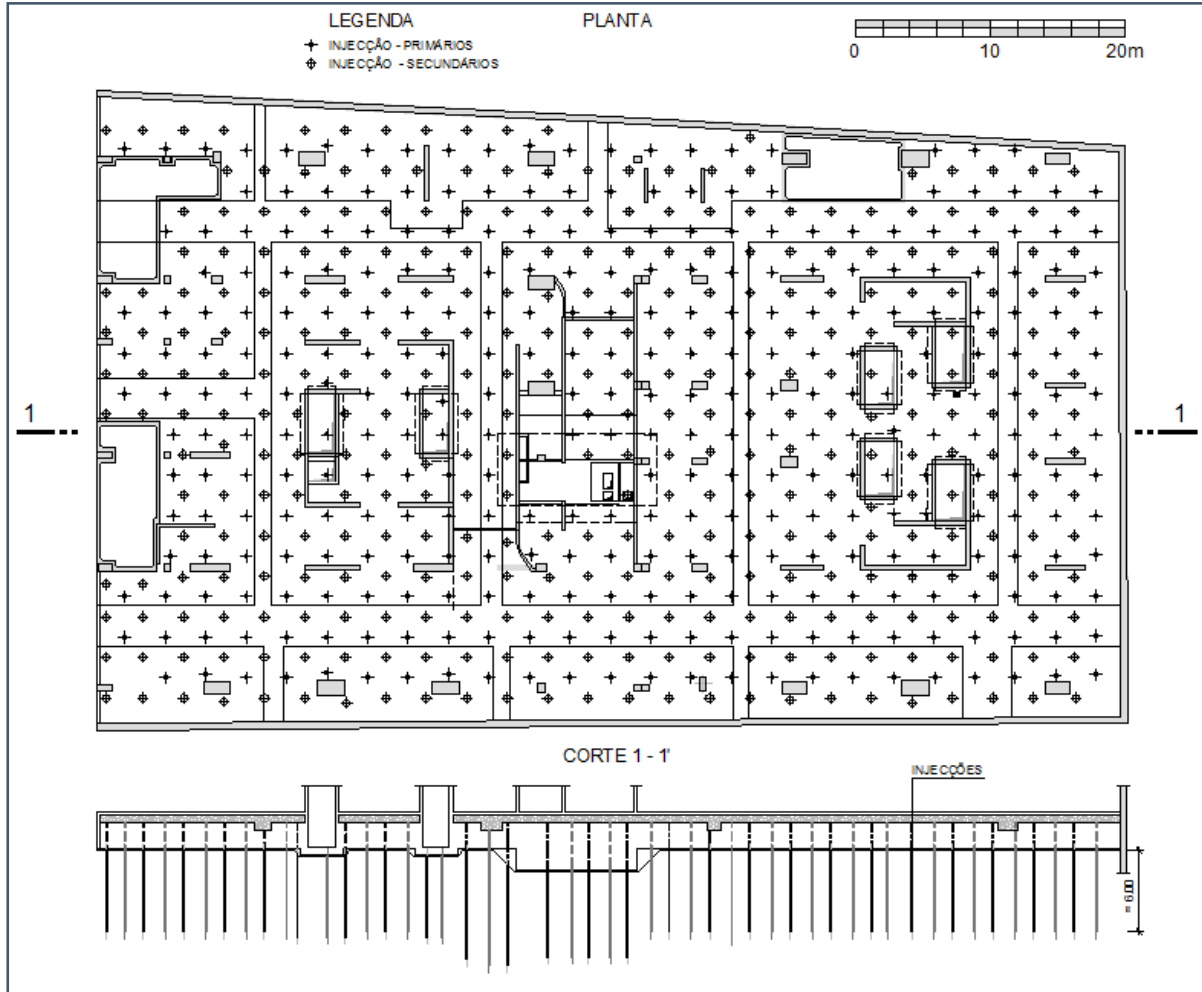 LEGENDA
PLANTA
INJECÇÃO - PRIMÁRIOS
INJECÇÃO - SECUNDÁRIOS
0 10 20m
1 1
CORTE 1 - 1'
INJECÇÕES
= 6.00